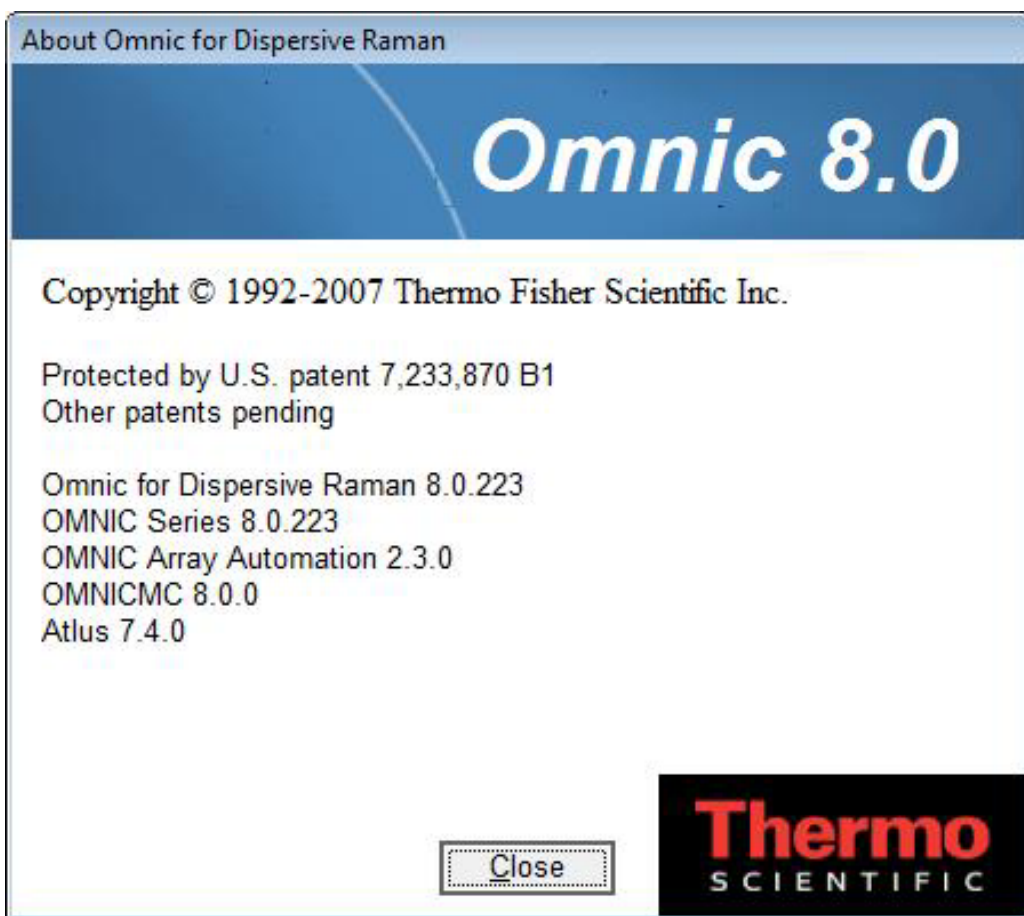 About Omnic for Dispersive Raman
Omnic 8.0
Copyright © 1992-2007 Thermo Fisher Scientific Inc.
Protected by U.S. patent 7,233,870 B1
Other patents pending
Omnic for Dispersive Raman 8.0.223
OMNIC Series 8.0.223
OMNIC Array Automation 2.3.0
OMNICMC 8.0.0
Atlus 7.4.0
Close
Thermo
SCIENTIFIC